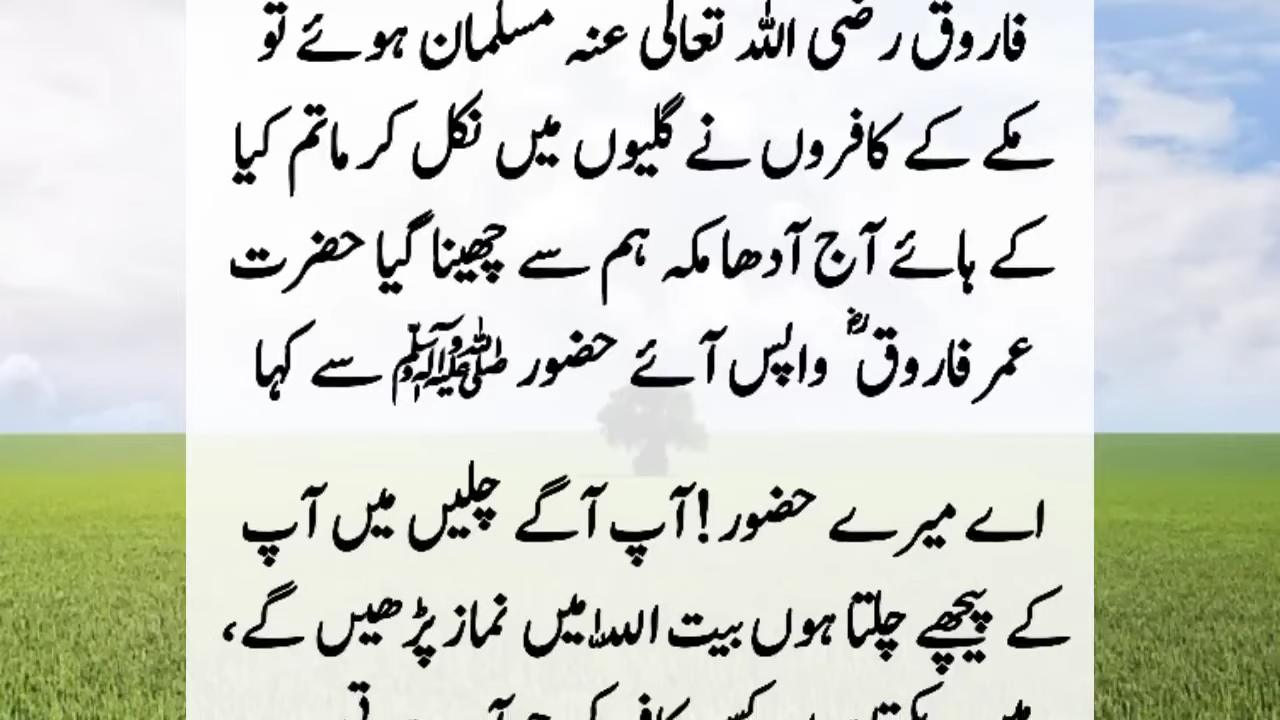 فاروق رضی اللہ تعالی عنہ مسلمان ہوئے تو
مکے کے کافروں نے گلیوں میں نکل کر ماتم کیا
کے ہائے آج آدھا مکہ ہم سے چھینا گیا حضرت
عمر فاروقؓ واپس آئے حضور ﷺ سے کہا
اے میرے حضور! آپ آگے چلیں میں آپ
کے پیچھے چلتا ہوں بیت اللہ میں نماز پڑھیں گے،